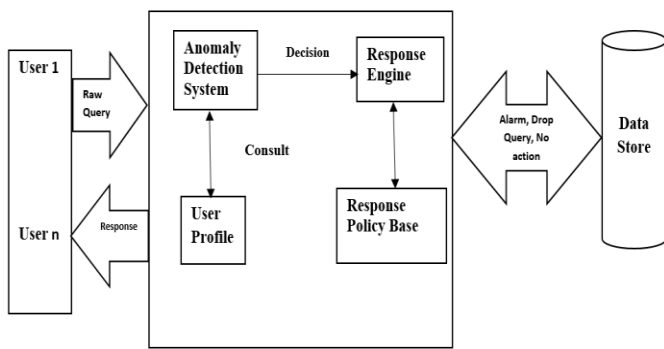 User 1
Raw
Query
Anomaly
Detection
System
Decision
Response
Engine
Alarm, Drop
Query, No
action
Data
Store
Consult
User n
Response
User
Profile
Response
Policy Base